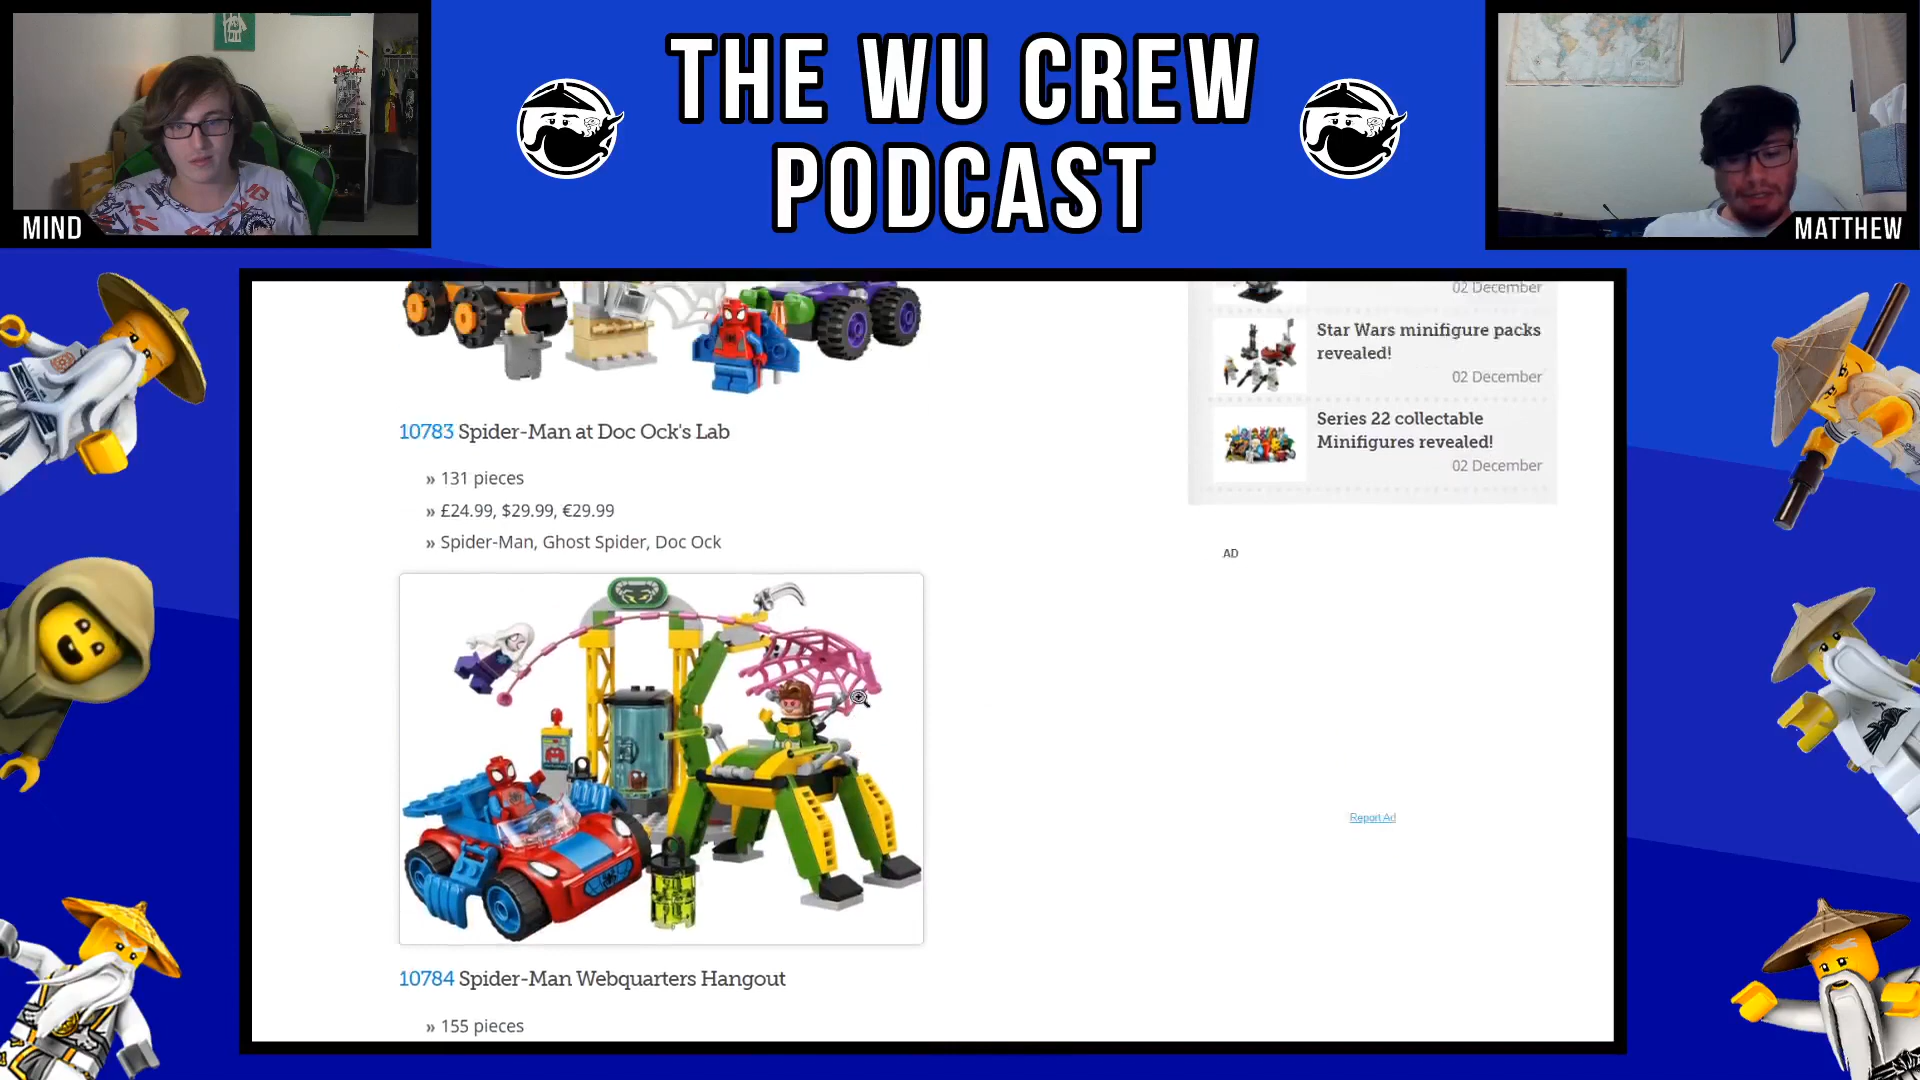 THE WU CREW
PODCAST
MIND
MATTHEW
02 December
Star Wars minifigure packs
revealed!
02 December
Series 22 collectable
Minifigures revealed!
02 December
10783 Spider-Man at Doc Ock's Lab
» 131 pieces
» £24.99, $29.99, €29.99
» Spider-Man, Ghost Spider, Doc Ock
AD
Report Ad
10784 Spider-Man Webquarters Hangout
» 155 pieces